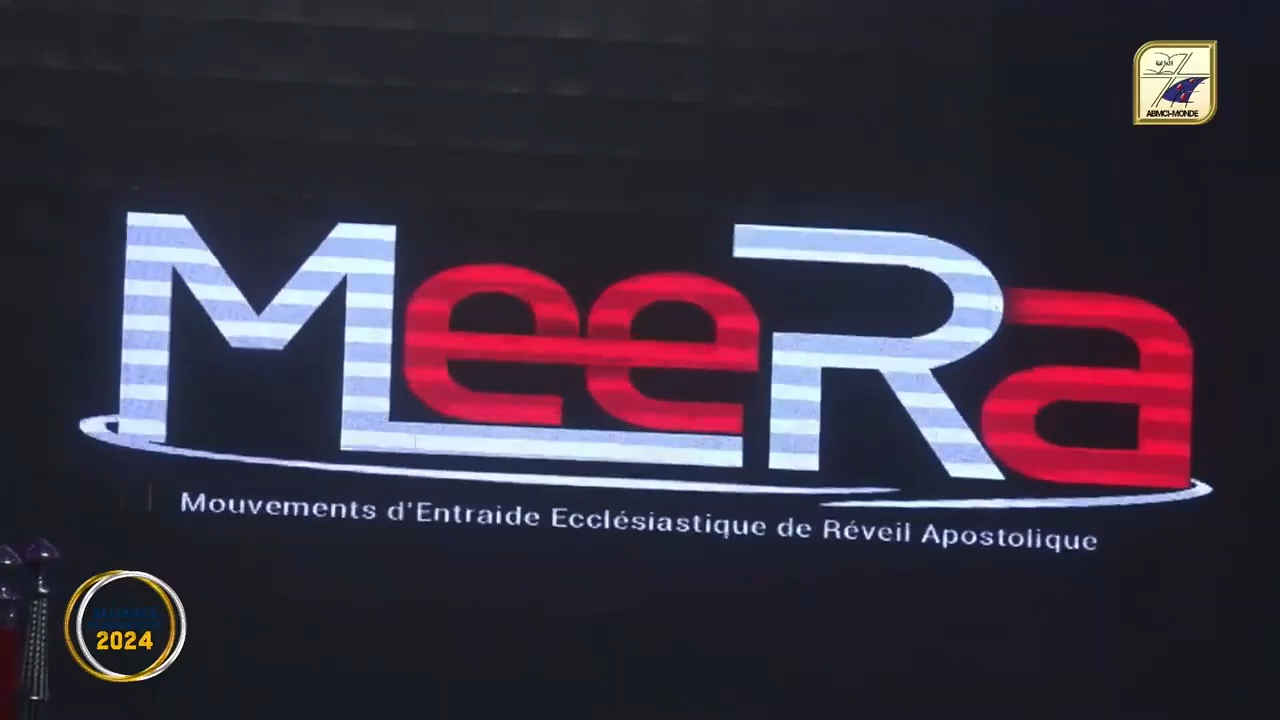 ABMCI-MONDE
MeeRa
Mouvements d'Entraide Ecclésiastique de Réveil Apostolique
2024